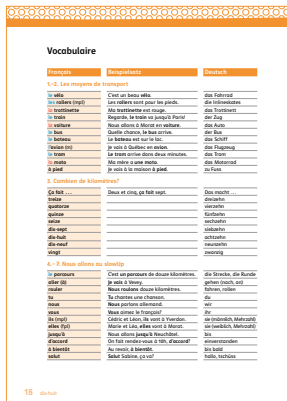 Vocabulaire
Français Beispielsatz Deutsch
1.–2. Les moyens de transport
le vélo C'est un beau vélo. das Fahrrad
les rollers (mpl) Les rollers sont pour les pieds. die Inlineskates
la trottinette Ma trottinette est rouge. das Trottinett
le train Regarde, le train va jusqu'à Paris! der Zug
la voiture Nous allons à Morat en voiture. das Auto
le bus Quelle chance, le bus arrive. der Bus
le bateau Le bateau est sur le lac. das Schiff
l'avion (m) Je vais à Québec en avion. das Flugzeug
le tram Le tram arrive dans deux minutes. das Tram
la moto Ma mère a une moto. das Motorrad
à pied Je vais à la maison à pied. zu Fuss
3. Combien de kilomètres?
Ça fait ... Deux et cinq, ça fait sept. Das macht ...
treize dreizehn
quatorze vierzehn
quinze fünfzehn
seize sechzehn
dix-sept siebzehn
dix-huit achtzehn
dix-neuf neunzehn
vingt zwanzig
4.–7. Nous allons au slowUp
le parcours C'est un parcours de douze kilomètres. die Strecke, die Runde
aller (à) Je vais à Vevey. gehen (nach, an)
rouler Nous roulons douze kilomètres. fahren, rollen
tu Tu chantes une chanson. du
nous Nous parlons allemand. wir
vous Vous aimez le français? ihr
ils (mpl) Cédric et Léon, ils vont à Yverdon. sie (männlich, Mehrzahl)
elles (fpl) Marie et Léa, elles vont à Morat. sie (weiblich, Mehrzahl)
jusqu'à Nous allons jusqu'à Neuchâtel. bis
d'accord On fait rendez-vous à 14h, d'accord? einverstanden
à bientôt Au revoir, à bientôt. bis bald
salut Salut Sabine, ça va? hallo, tschüss
18 dix-huit